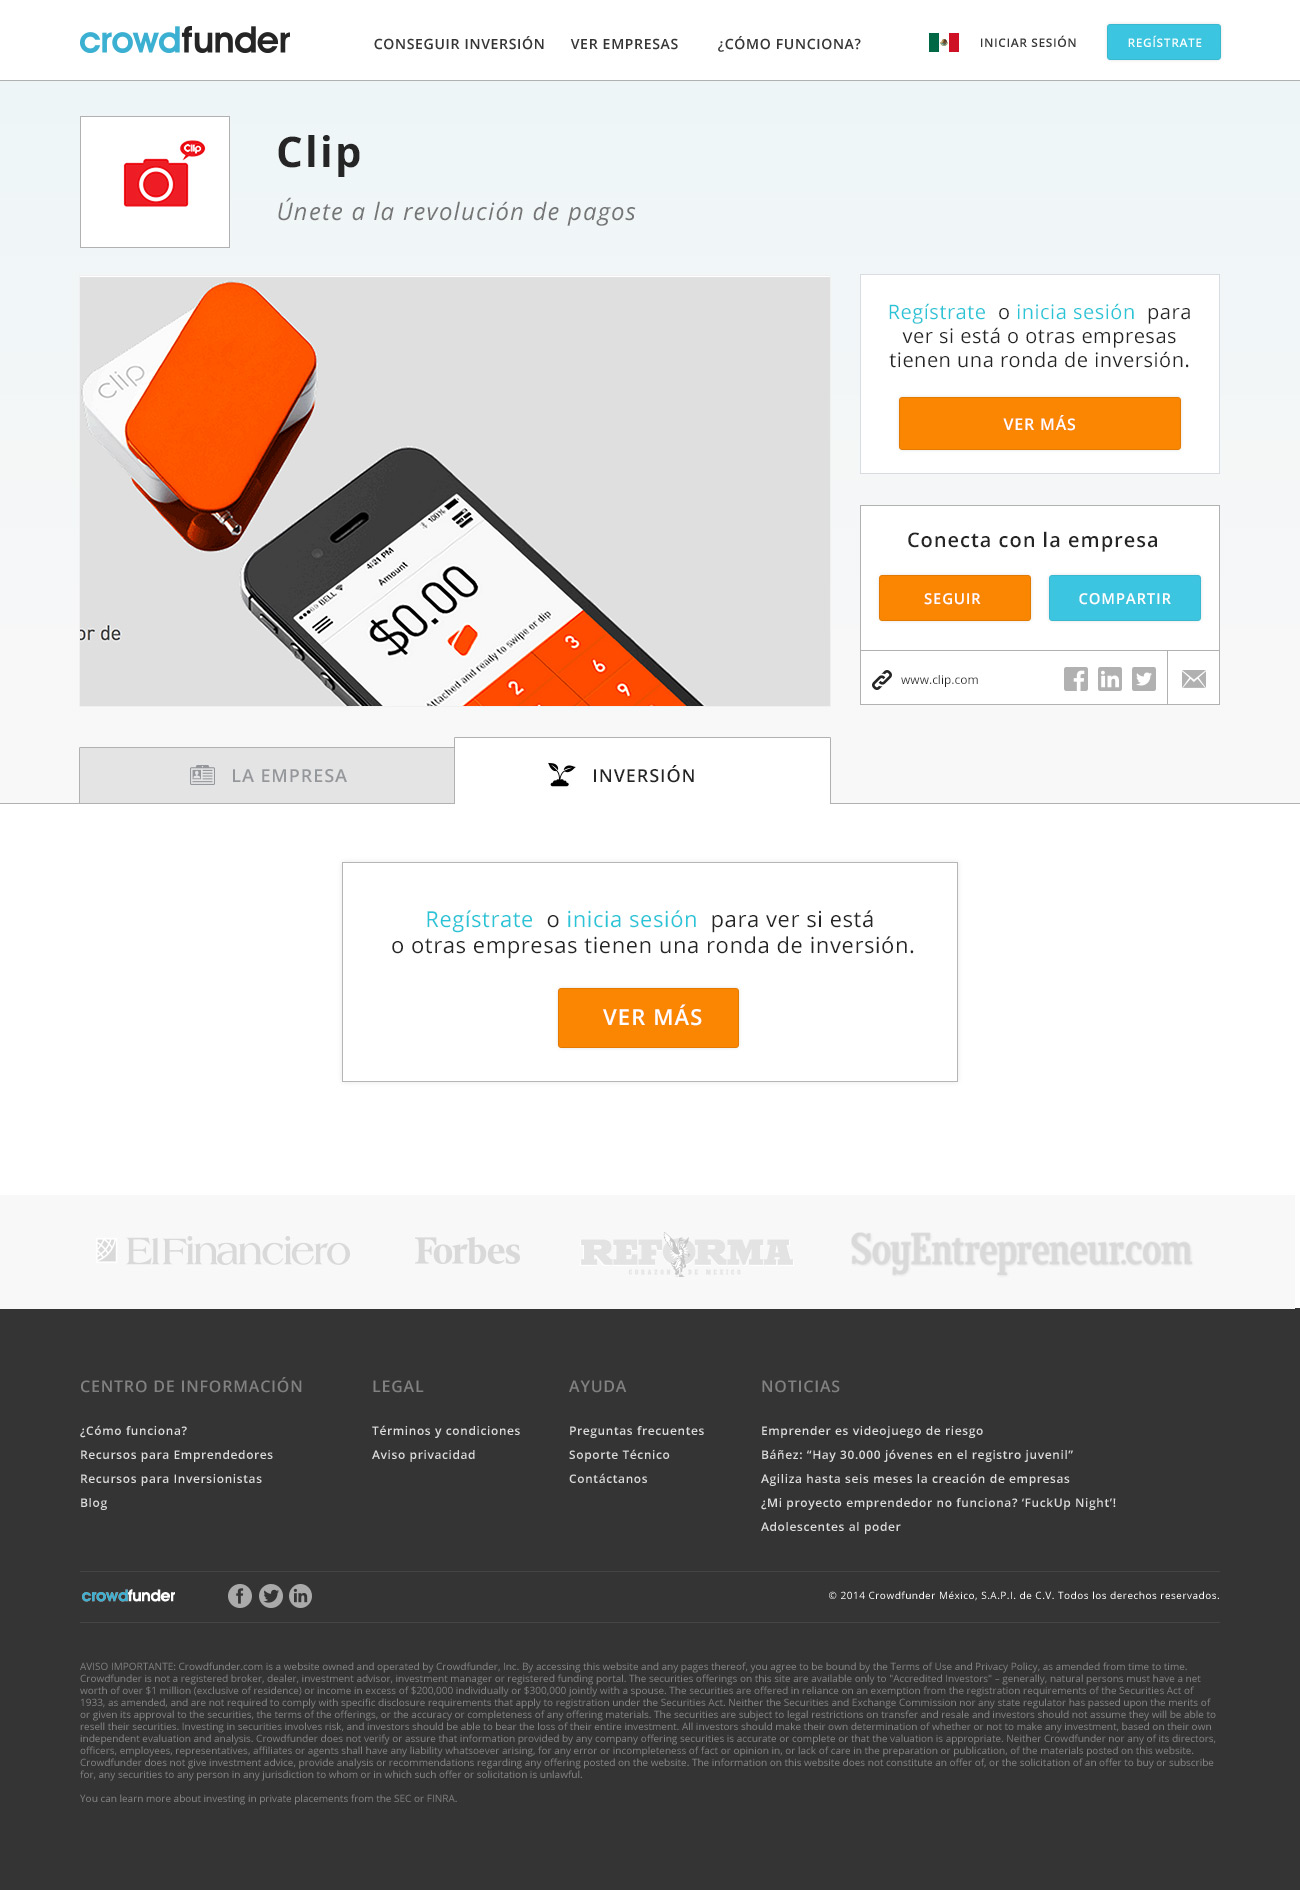 crowdfunder
CONSEGUIR INVERSIÓN
VER EMPRESAS
¿CÓMO FUNCIONA?
INICIAR SESIÓN
REGÍSTRATE
Clip
Clip
Únete a la revolución de pagos
clip
or de
BELL
4:21 PM
100%
Amount
$0.00
Attached and ready to swipe or dip
2
3
6
9
Regístrate o inicia sesión para
ver si está o otras empresas
tienen una ronda de inversión.
VER MÁS
Conecta con la empresa
SEGUIR
COMPARTIR
www.clip.com
LA EMPRESA
INVERSIÓN
Regístrate o inicia sesión para ver si está
o otras empresas tienen una ronda de inversión.
VER MÁS
El Financiero
Forbes
REFORMA
CORAZÓN DE MÉXICO
SoyEntrepreneur.com
CENTRO DE INFORMACIÓN
¿Cómo funciona?
Recursos para Emprendedores
Recursos para Inversionistas
Blog
LEGAL
Términos y condiciones
Aviso privacidad
AYUDA
Preguntas frecuentes
Soporte Técnico
Contáctanos
NOTICIAS
Emprender es videojuego de riesgo
Báñez: “Hay 30.000 jóvenes en el registro juvenil”
Agiliza hasta seis meses la creación de empresas
¿Mi proyecto emprendedor no funciona? ‘FuckUp Night’!
Adolescentes al poder
crowdfunder
© 2014 Crowdfunder México, S.A.P.I. de C.V. Todos los derechos reservados.
AVISO IMPORTANTE: Crowdfunder.com is a website owned and operated by Crowdfunder, Inc. By accessing this website and any pages thereof, you agree to be bound by the Terms of Use and Privacy Policy, as amended from time to time.
Crowdfunder is not a registered broker, dealer, investment advisor, investment manager or registered funding portal. The securities offerings on this site are available only to "Accredited Investors" – generally, natural persons must have a net
worth of over $1 million (exclusive of residence) or income in excess of $200,000 individually or $300,000 jointly with a spouse. The securities are offered in reliance on an exemption from the registration requirements of the Securities Act of
1933, as amended, and are not required to comply with specific disclosure requirements that apply to registration under the Securities Act. Neither the Securities and Exchange Commission nor any state regulator has passed upon the merits of
or given its approval to the securities, the terms of the offerings, or the accuracy or completeness of any offering materials. The securities are subject to legal restrictions on transfer and resale and investors should not assume they will be able to
resell their securities. Investing in securities involves risk, and investors should be able to bear the loss of their entire investment. All investors should make their own determination of whether or not to make any investment, based on their own
independent evaluation and analysis. Crowdfunder does not verify or assure that information provided by any company offering securities is accurate or complete or that the valuation is appropriate. Neither Crowdfunder nor any of its directors,
officers, employees, representatives, affiliates or agents shall have any liability whatsoever arising, for any error or incompleteness of fact or opinion in, or lack of care in the preparation or publication, of the materials posted on this website.
Crowdfunder does not give investment advice, provide analysis or recommendations regarding any offering posted on the website. The information on this website does not constitute an offer of, or the solicitation of an offer to buy or subscribe
for, any securities to any person in any jurisdiction to whom or in which such offer or solicitation is unlawful.
You can learn more about investing in private placements from the SEC or FINRA.